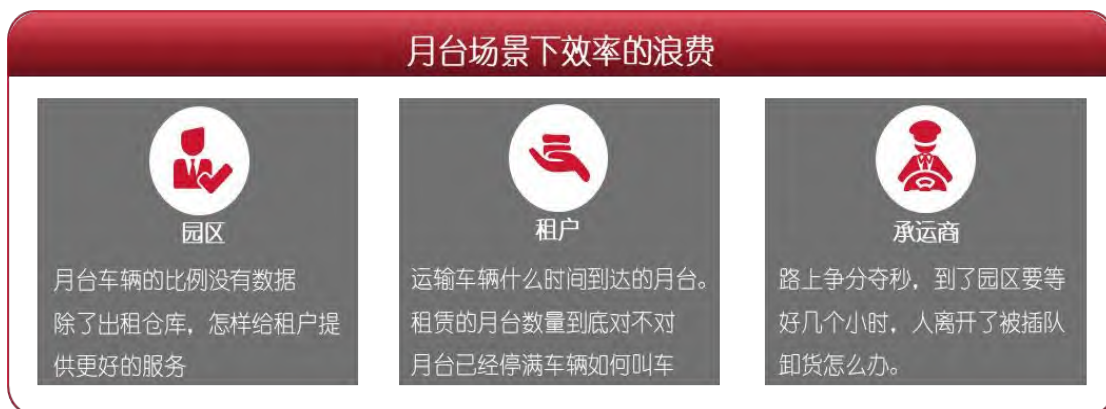 月台场景下效率的浪费
园区
月台车辆的比例没有数据
除了出租仓库，怎样给租户提
供更好的服务
租户
运输车辆什么时间到达的月台。
租赁的月台数量到底对不对
月台已经停满车辆如何叫车
承运商
路上争分夺秒，到了园区要等
好几个小时，人离开了被插队
卸货怎么办。